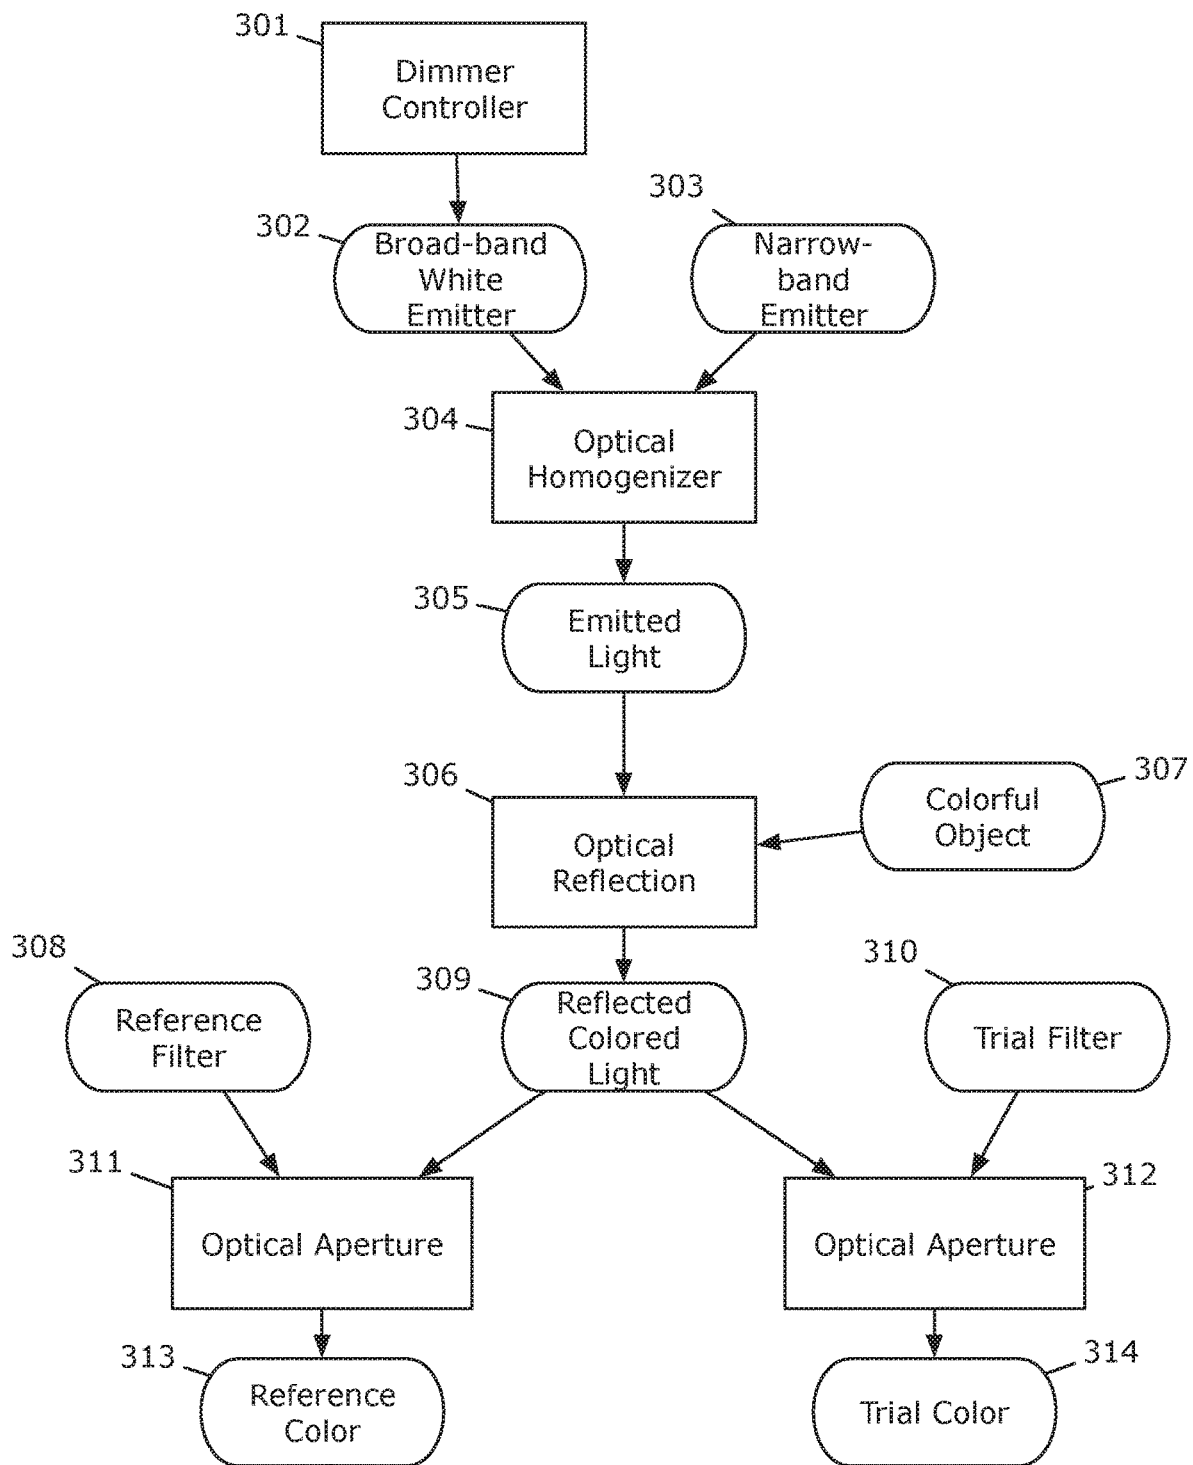 301
Dimmer
Controller
302
Broad-band
White
Emitter
303
Narrow-
band
Emitter
304
Optical
Homogenizer
305
Emitted
Light
306
Optical
Reflection
307
Colorful
Object
308
Reference
Filter
309
Reflected
Colored
Light
310
Trial Filter
311
Optical Aperture
312
Optical Aperture
313
Reference
Color
314
Trial Color